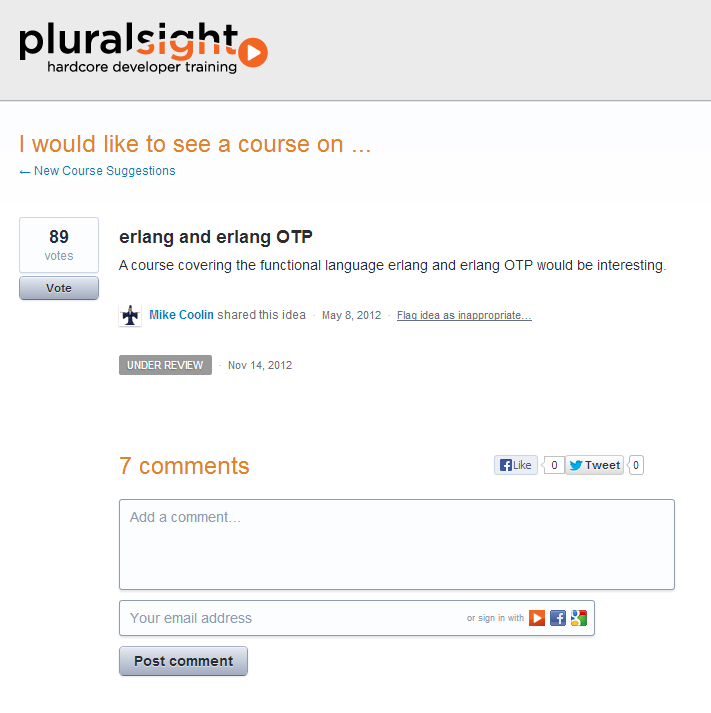 pluralsight
hardcore developer training
I would like to see a course on ...
← New Course Suggestions
89
votes
Vote
erlang and erlang OTP
A course covering the functional language erlang and erlang OTP would be interesting.
Mike Coolin shared this idea · May 8, 2012 · Flag idea as inappropriate…
UNDER REVIEW · Nov 14, 2012
7 comments
Like 0 Tweet 0
Add a comment…
Your email address or sign in with
Post comment